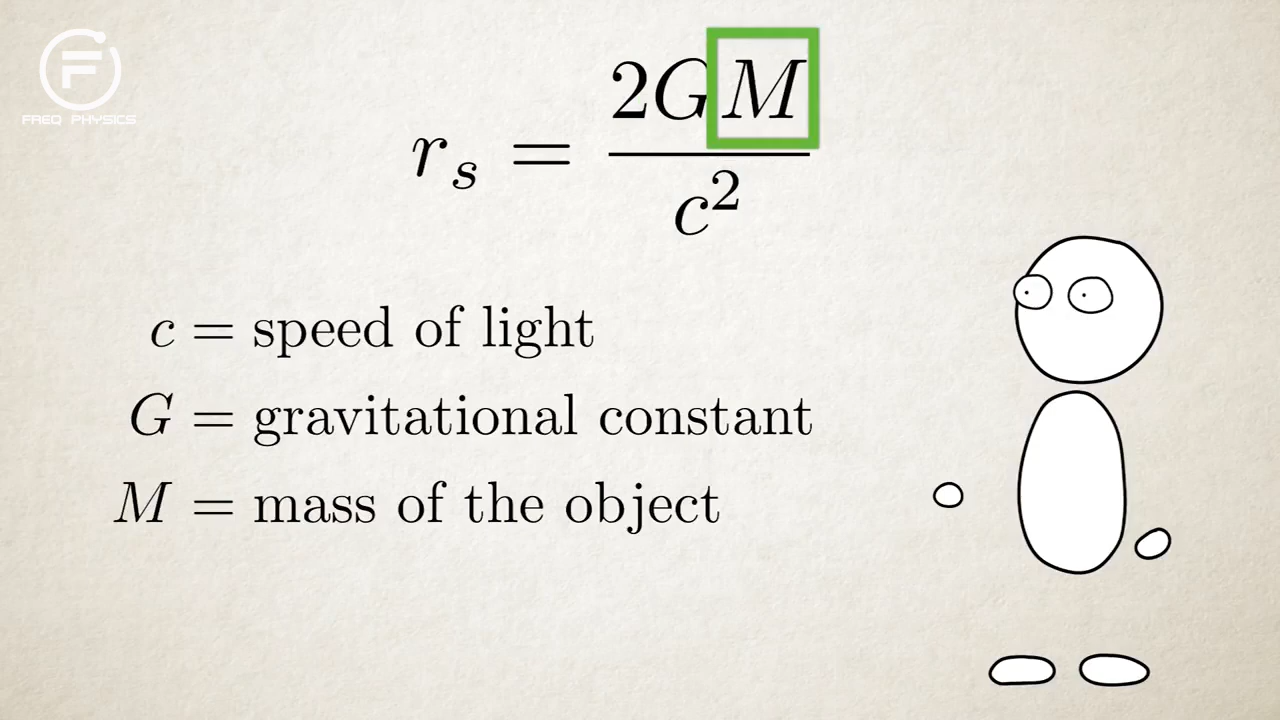 F
FREQ PHYSICS
r_s = 2GM / c^2
c = speed of light
G = gravitational constant
M = mass of the object